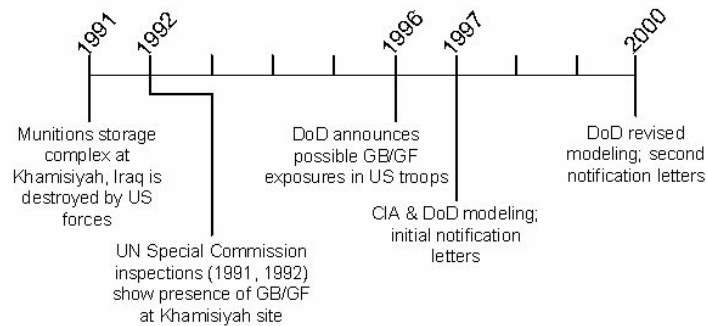 1991
1992
1996
1997
2000
Munitions storage
complex at
Khamisiyah, Iraq is
destroyed by US
forces
UN Special Commission
inspections (1991, 1992)
show presence of GB/GF
at Khamisiyah site
DoD announces
possible GB/GF
exposures in US troops
CIA & DoD modeling;
initial notification
letters
DoD revised
modeling; second
notification letters